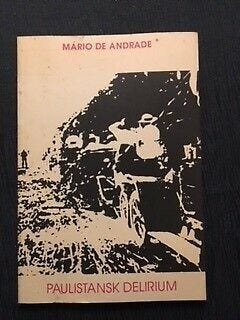 MÁRIO DE ANDRADE
PAULISTANSK DELIRIUM